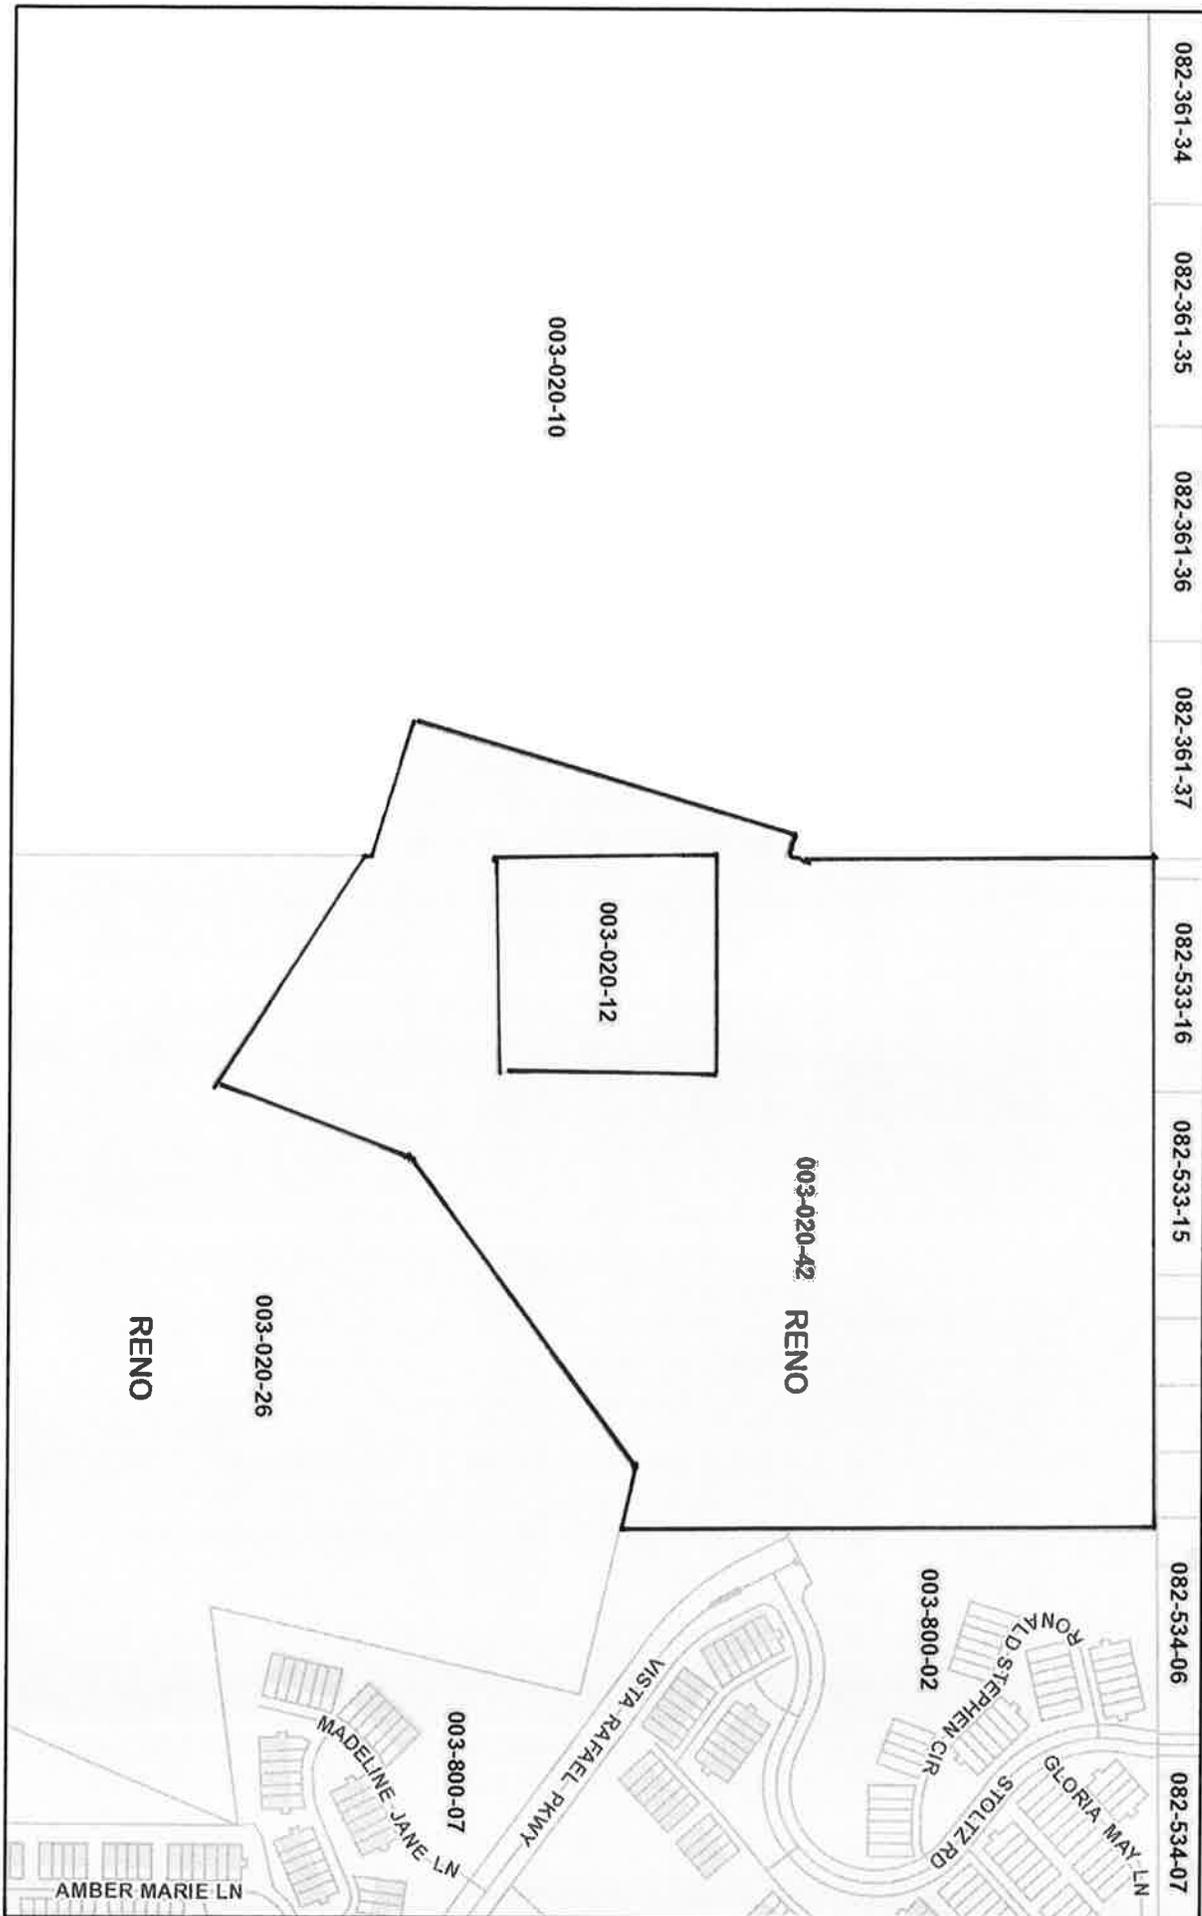 082-361-34
082-361-35
082-361-36
082-361-37
082-533-16
082-533-15
082-534-06
082-534-07
003-020-10
003-020-12
003-020-42
RENO
003-020-26
RENO
003-800-02
RONALD STEPHEN CIR
GLORIA MAY LN
STOLTZ RD
VISTA RAFAEL PKWY
003-800-07
MADELINE JANE LN
AMBER MARIE LN